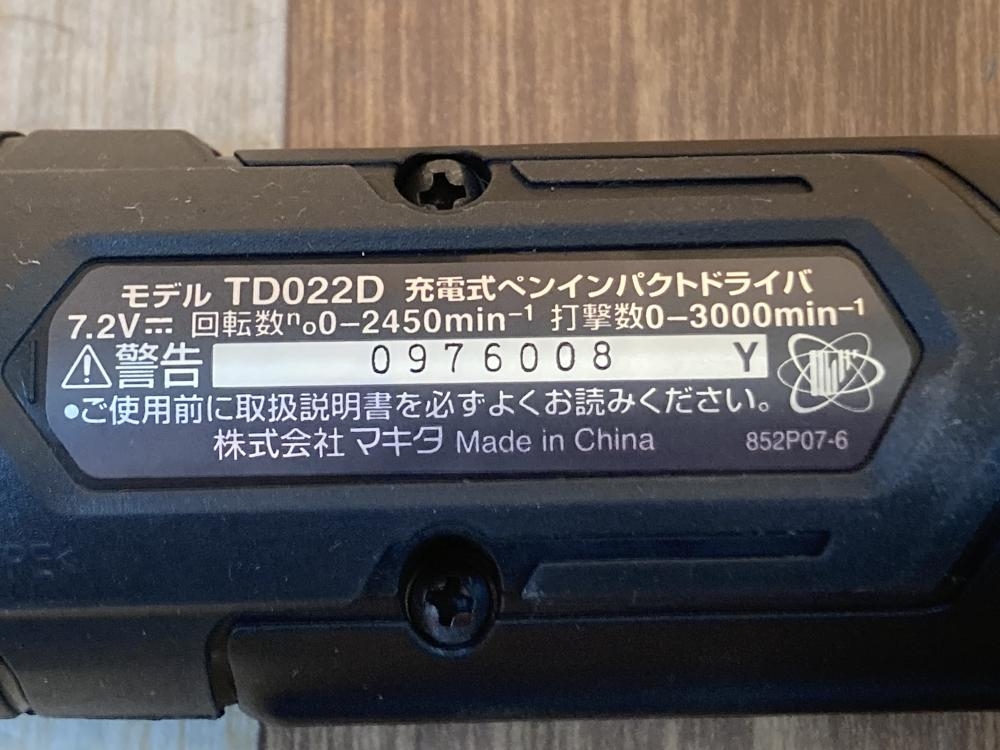 モデル TD022D 充電式ペンインパクトドライバ
7.2V⎓ 回転数n₀0-2450min⁻¹ 打撃数0-3000min⁻¹
⚠警告 0976008 Y
●ご使用前に取扱説明書を必ずよくお読みください。
株式会社マキタ Made in China 852P07-6